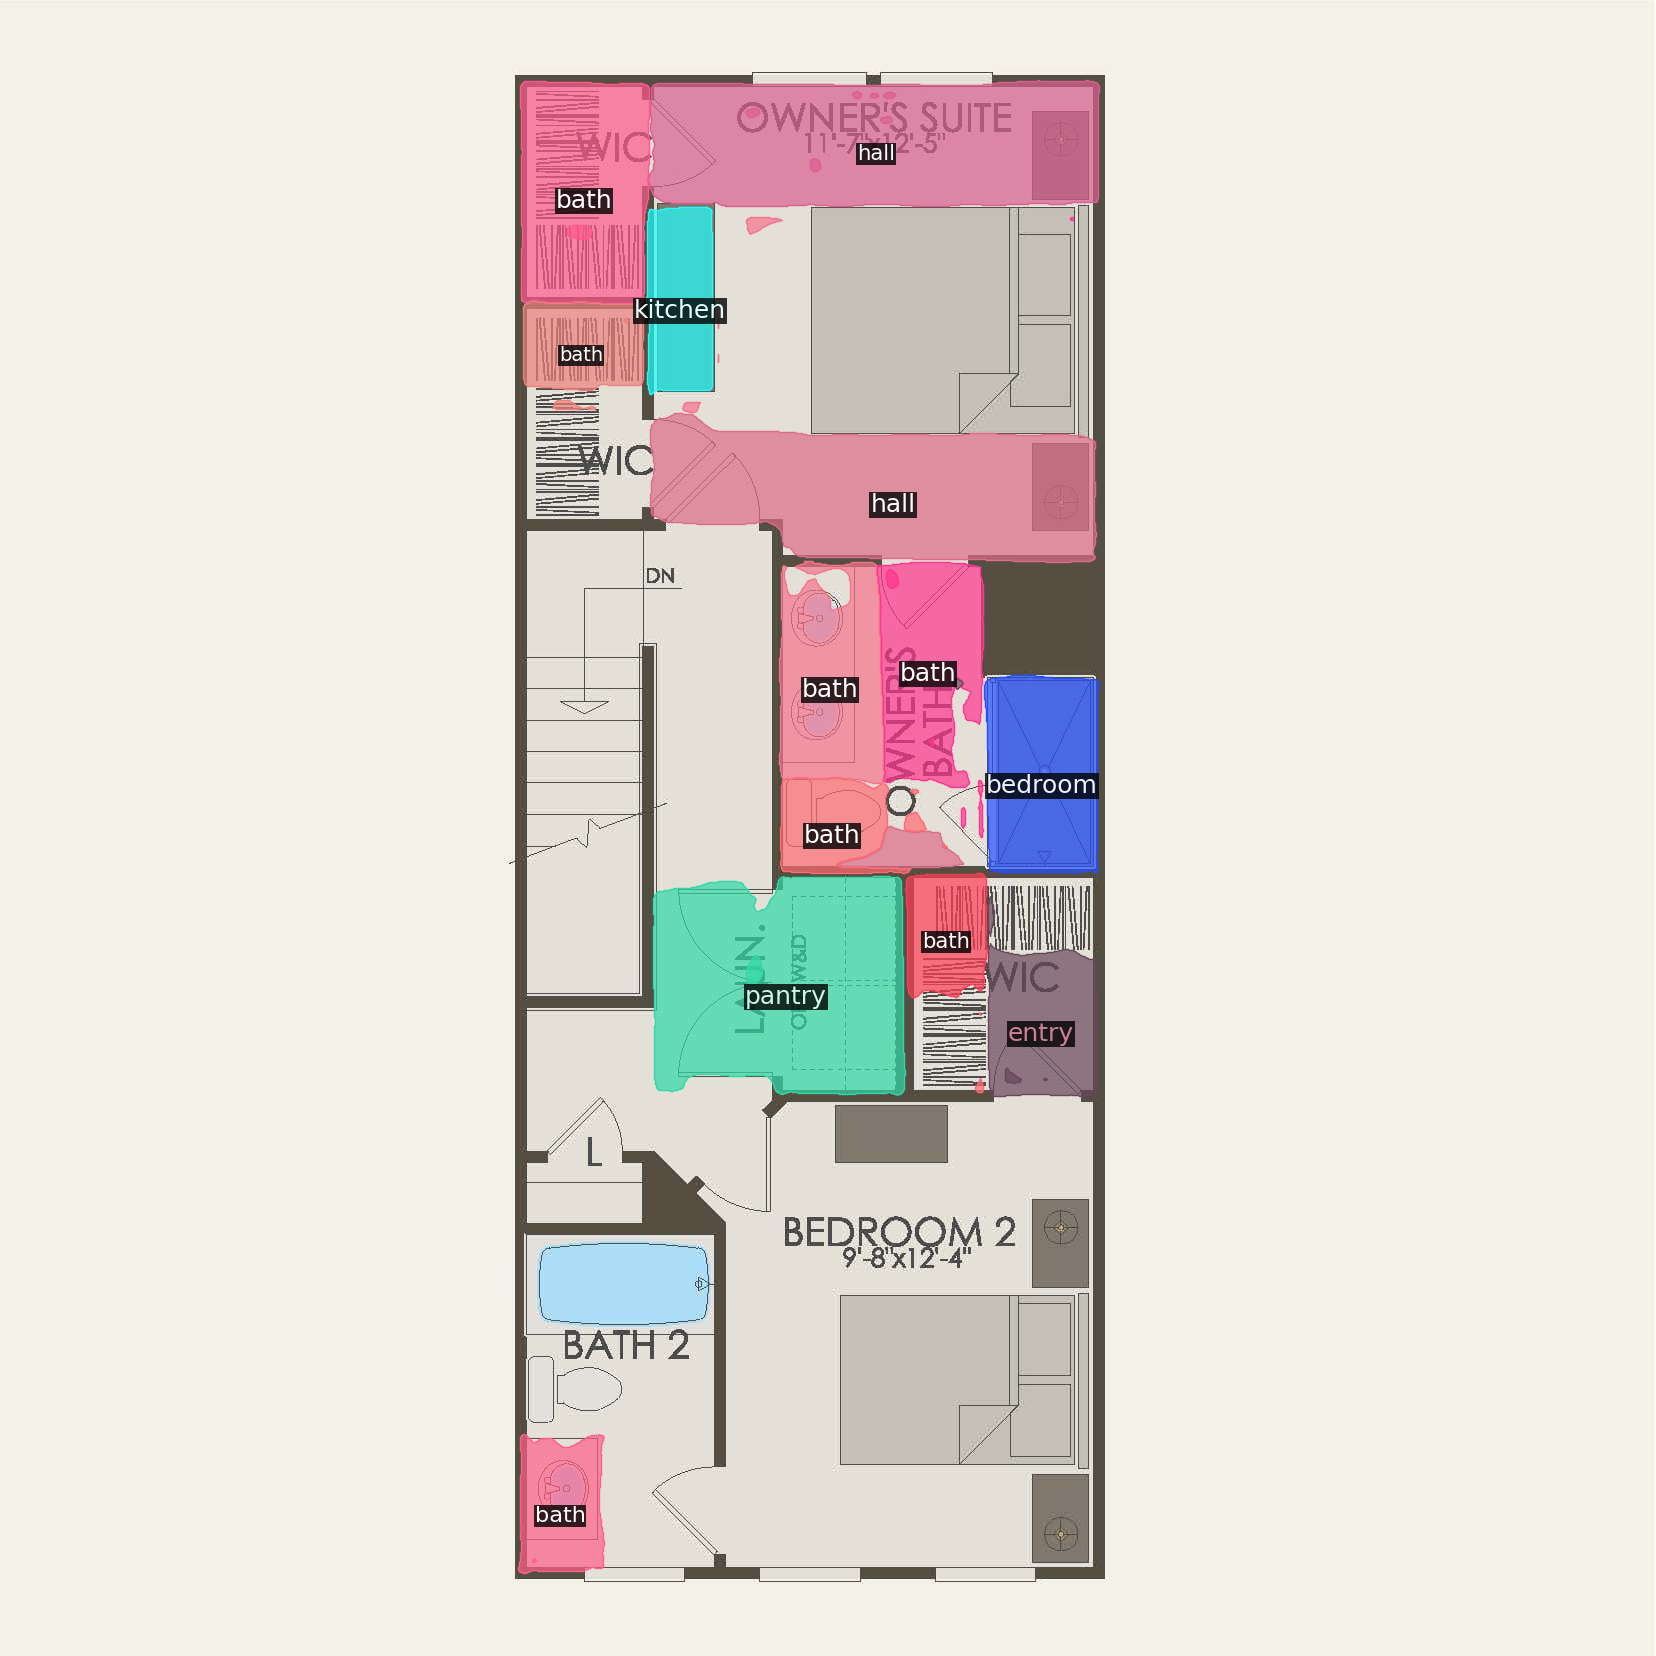 OWNER'S SUITE
11'-7"x12'-5"
hall
WIC
bath
kitchen
bath
WIC
hall
DN
bath
bath
OWNER'S
BATH
bedroom
bath
bath
LAUN.
W&D
pantry
WIC
entry
L
BEDROOM 2
9'-8"x12'-4"
BATH 2
bath